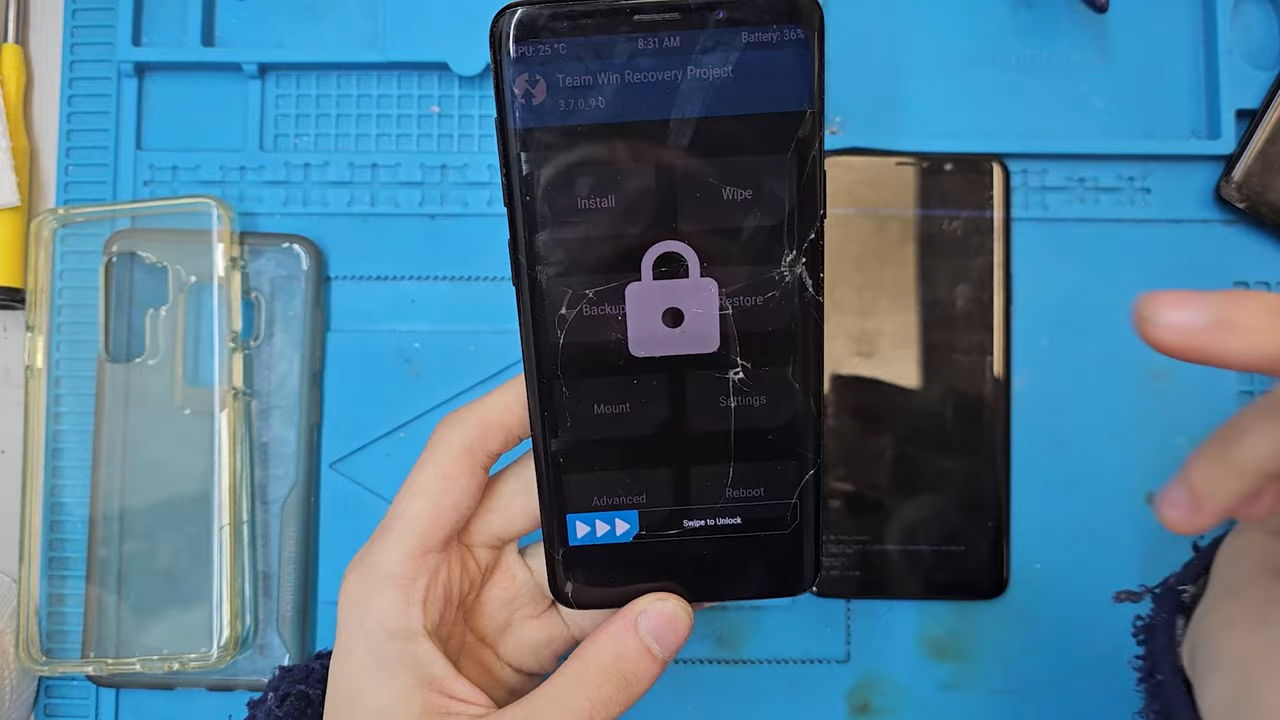 CPU: 25 °C 8:31 AM Battery: 36%
Team Win Recovery Project
3.7.0_9-0
Install Wipe
Backup Restore
Mount Settings
Advanced Reboot
Swipe to Unlock